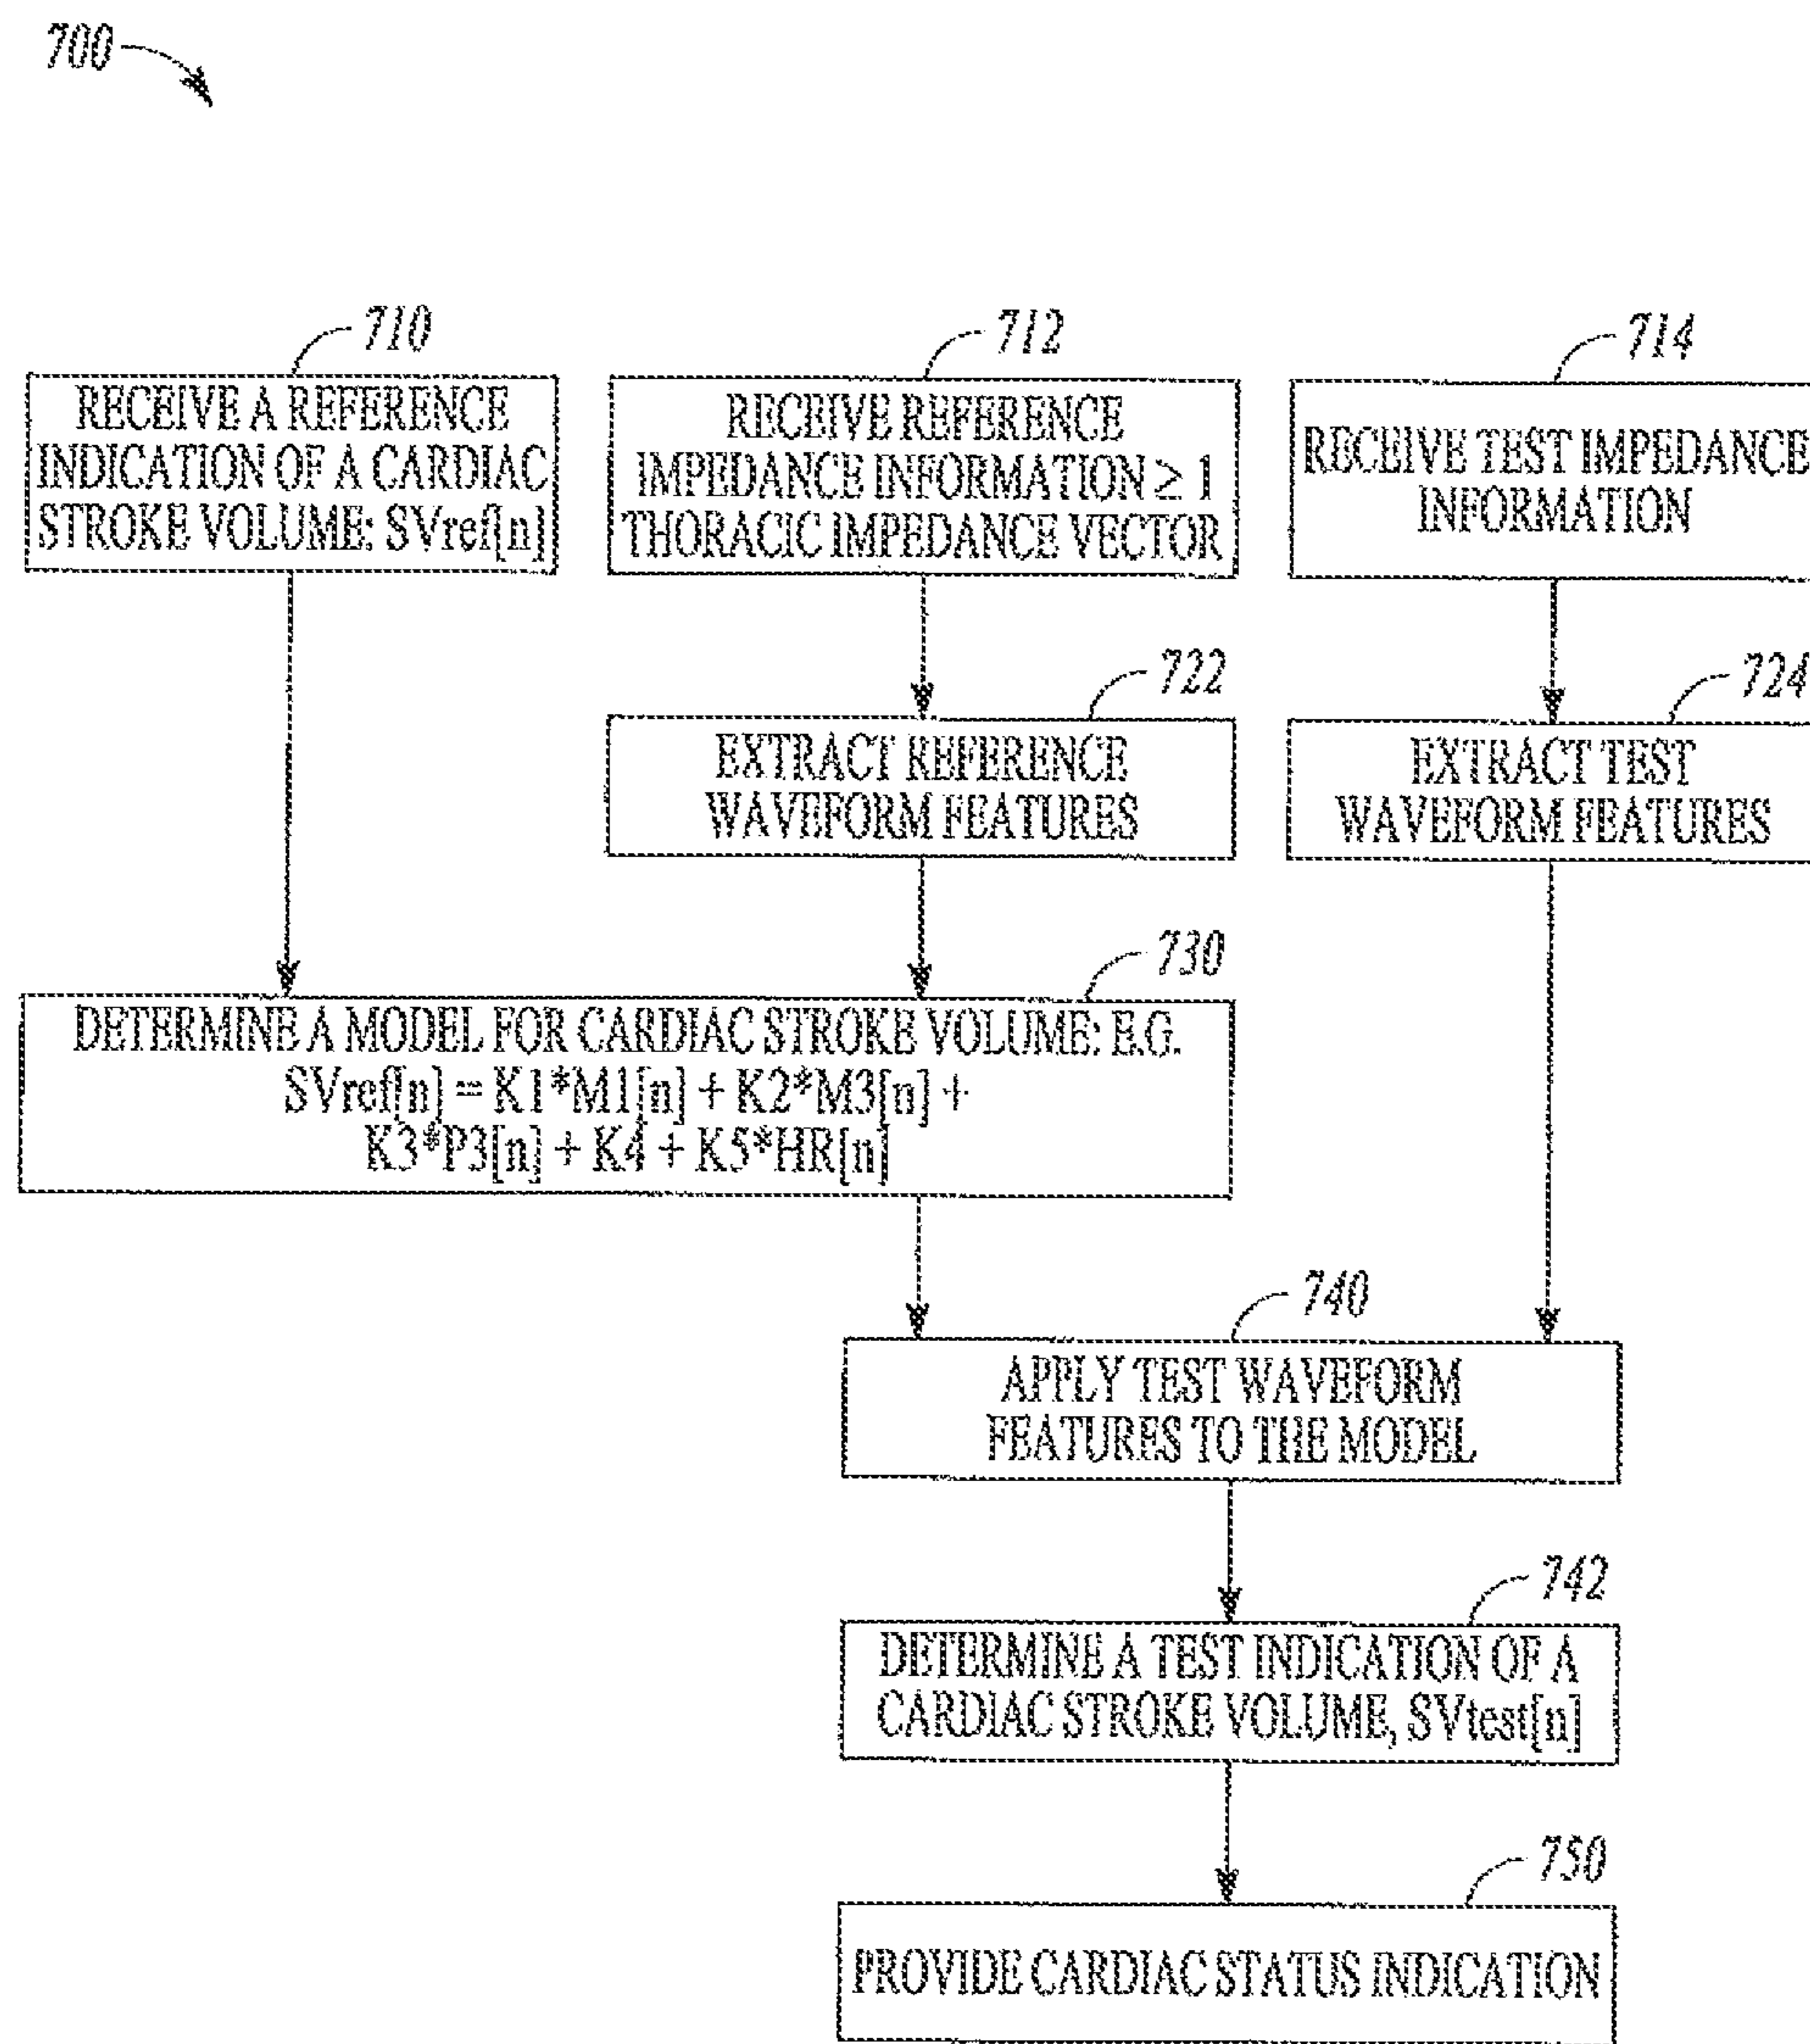 700
710
RECEIVE A REFERENCE
INDICATION OF A CARDIAC
STROKE VOLUME: SVref[n]
712
RECEIVE REFERENCE
IMPEDANCE INFORMATION ≥ 1
THORACIC IMPEDANCE VECTOR
714
RECEIVE TEST IMPEDANCE
INFORMATION
722
EXTRACT REFERENCE
WAVEFORM FEATURES
724
EXTRACT TEST
WAVEFORM FEATURES
730
DETERMINE A MODEL FOR CARDIAC STROKE VOLUME: E.G.
SVref[n] = K1*M1[n] + K2*M3[n] +
K3*P3[n] + K4 + K5*HR[n]
740
APPLY TEST WAVEFORM
FEATURES TO THE MODEL
742
DETERMINE A TEST INDICATION OF A
CARDIAC STROKE VOLUME, SVtest[n]
750
PROVIDE CARDIAC STATUS INDICATION